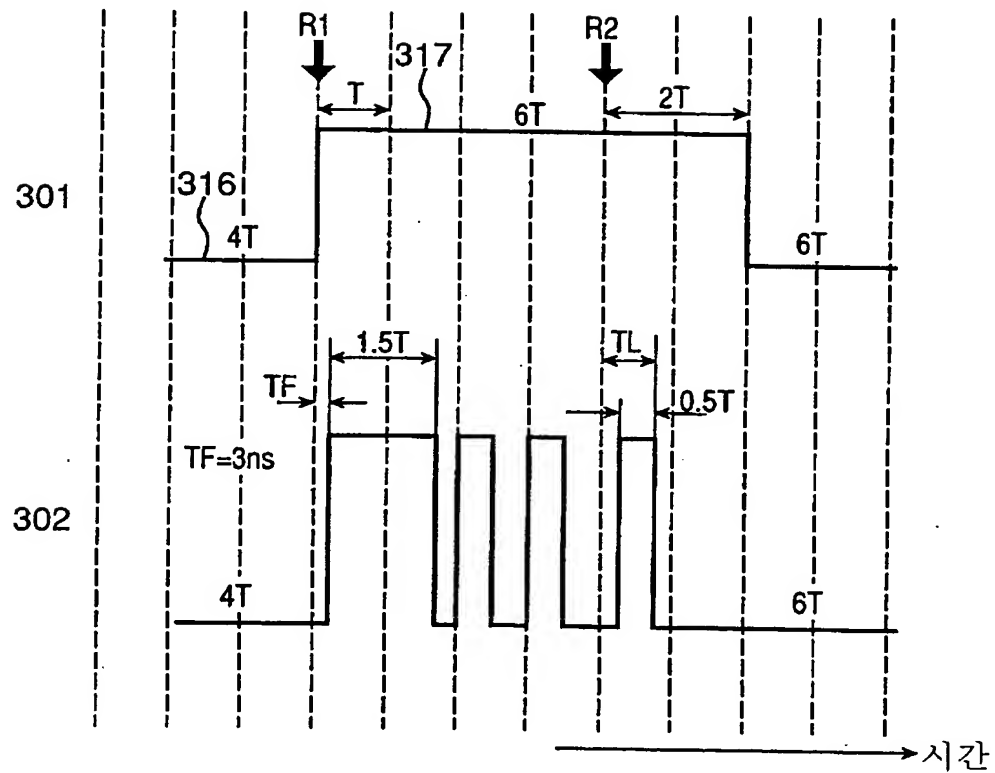 R1
R2
317
T
6T
2T
301
316
4T
6T
1.5T
TL
TF
0.5T
TF=3ns
302
4T
6T
시간